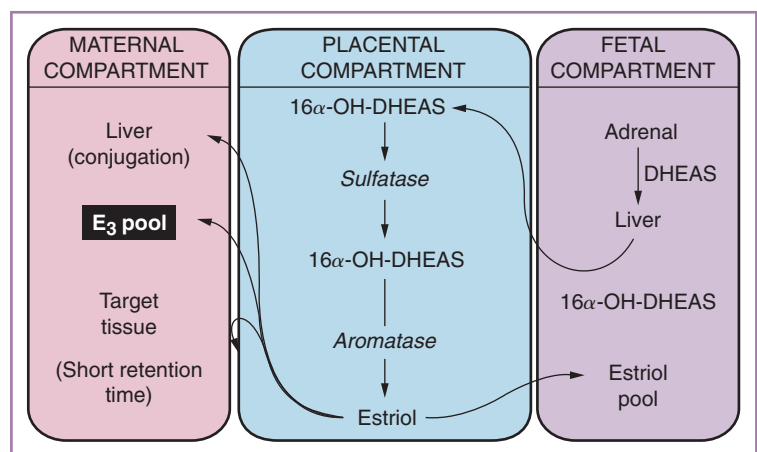 MATERNAL
COMPARTMENT
Liver
(conjugation)
E₃ pool
Target
tissue
(Short retention
time)
PLACENTAL
COMPARTMENT
16α-OH-DHEAS
Sulfatase
16α-OH-DHEAS
Aromatase
Estriol
FETAL
COMPARTMENT
Adrenal
DHEAS
Liver
16α-OH-DHEAS
Estriol
pool